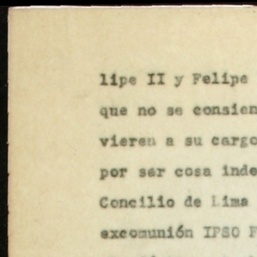 lipe II y Felipe
que no se consien
vieren a su cargo
por ser cosa inde
Concilio de Lima
excomunión IPSO F